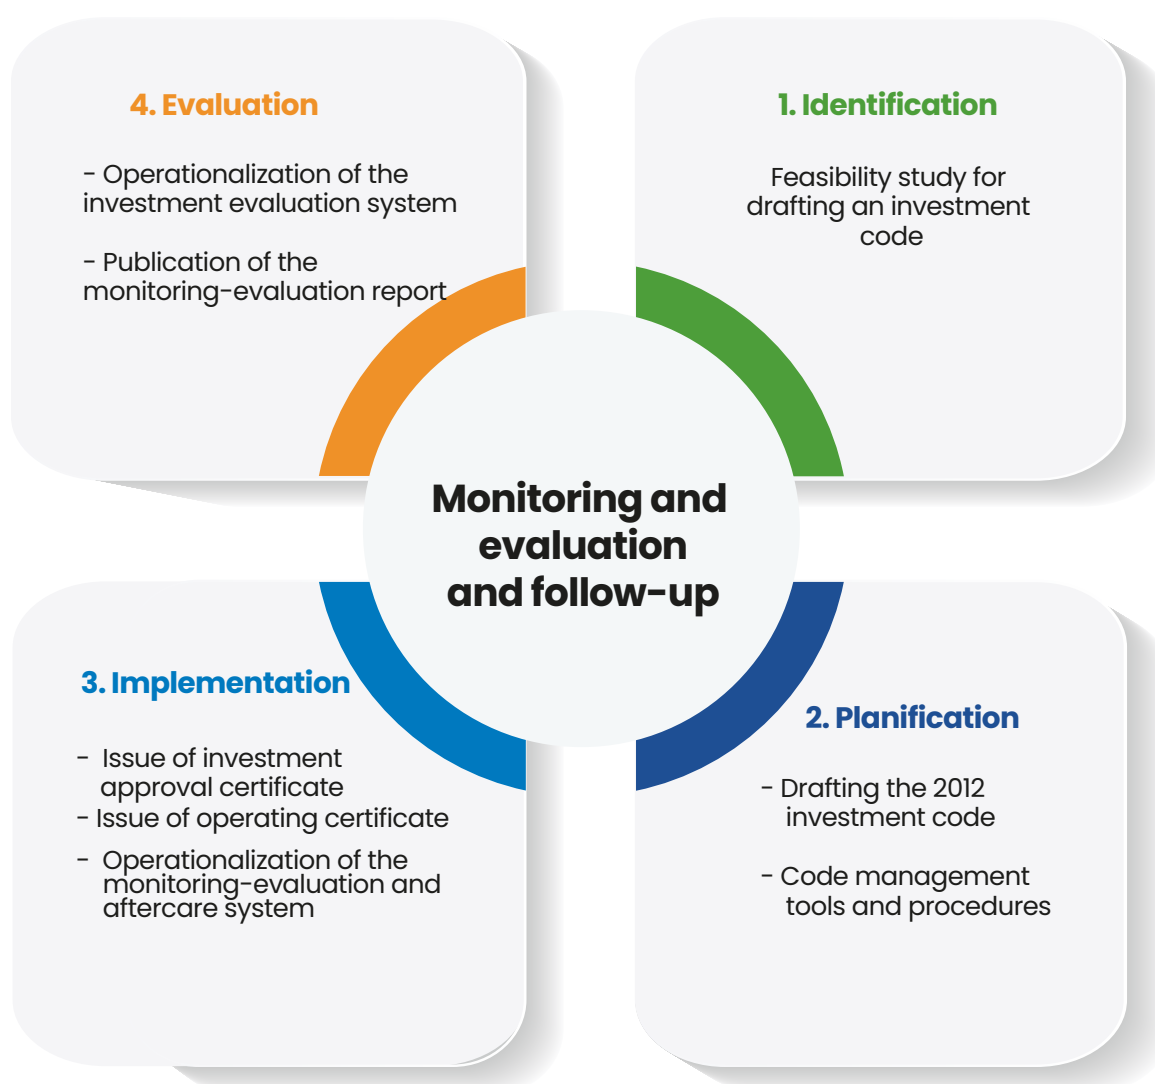 4. Evaluation
- Operationalization of the
investment evaluation system
- Publication of the
monitoring-evaluation report
1. Identification
Feasibility study for
drafting an investment
code
Monitoring and
evaluation
and follow-up
3. Implementation
- Issue of investment
approval certificate
- Issue of operating certificate
- Operationalization of the
monitoring-evaluation and
aftercare system
2. Planification
- Drafting the 2012
investment code
- Code management
tools and procedures